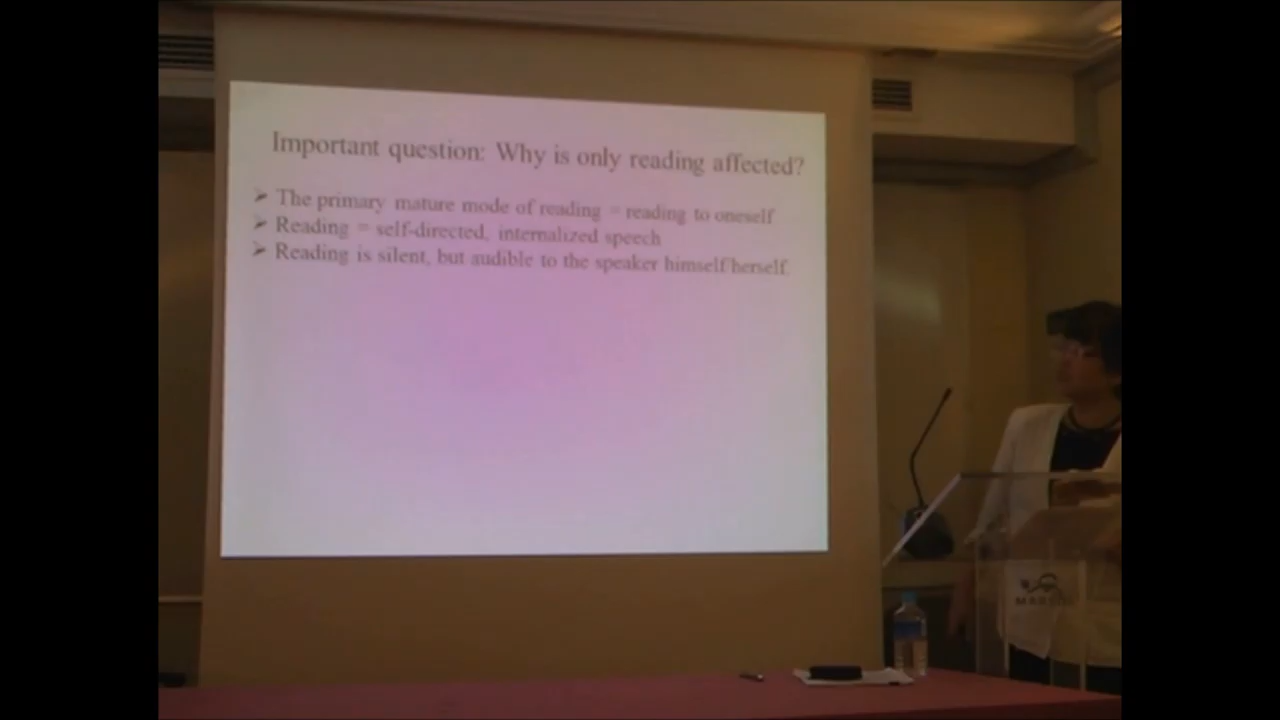 Important question: Why is only reading affected?
➢ The primary mature mode of reading = reading to oneself
➢ Reading = self-directed, internalized speech
➢ Reading is silent, but audible to the speaker himself/herself.